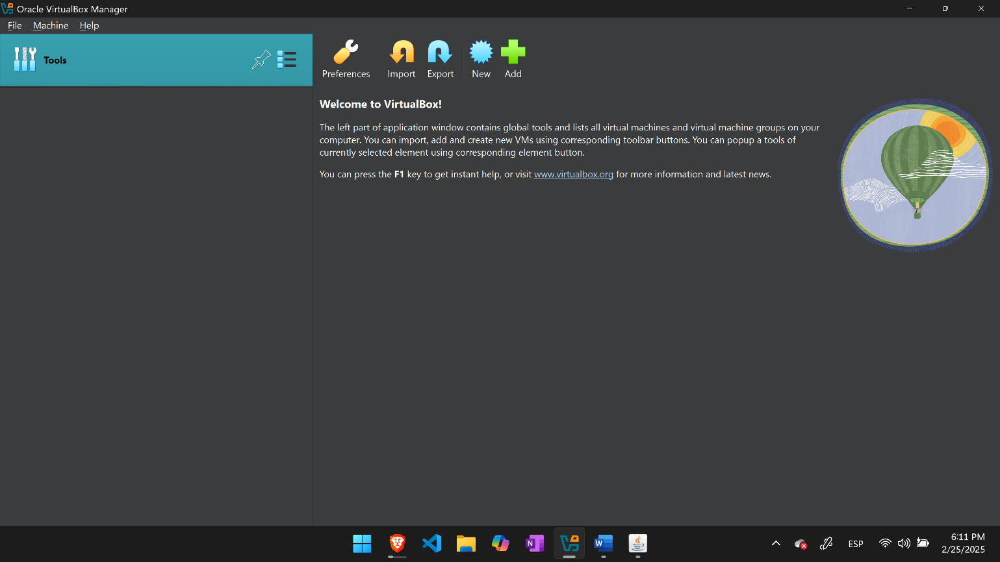 Oracle VirtualBox Manager
File Machine Help
Tools
Preferences Import Export New Add
Welcome to VirtualBox!
The left part of application window contains global tools and lists all virtual machines and virtual machine groups on your
computer. You can import, add and create new VMs using corresponding toolbar buttons. You can popup a tools of
currently selected element using corresponding element button.
You can press the F1 key to get instant help, or visit www.virtualbox.org for more information and latest news.
N
W
ESP
6:11 PM
2/25/2025